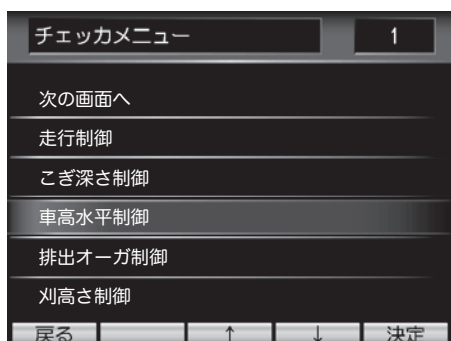 チェッカメニュー 1
次の画面へ
走行制御
こぎ深さ制御
車高水平制御
排出オーガ制御
刈高さ制御
戻る ↑ ↓ 決定